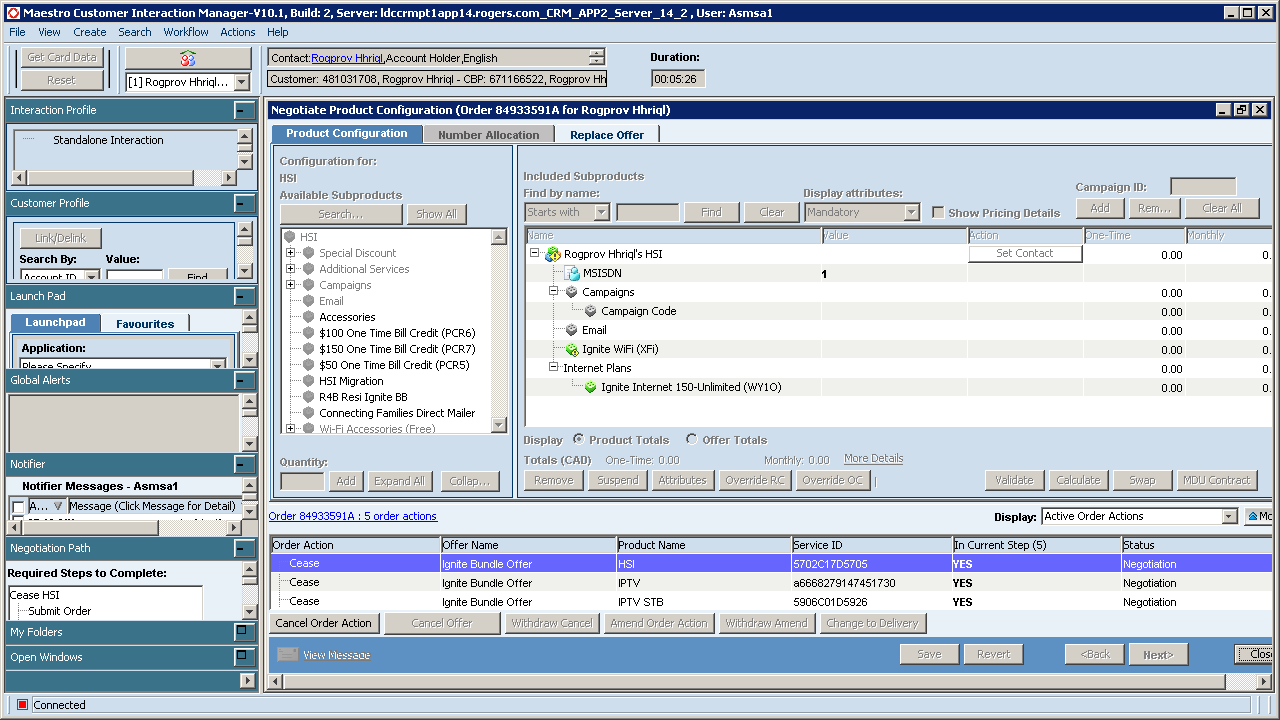 Maestro Customer Interaction Manager-V10.1, Build: 2, Server: ldccrmpt1app14.rogers.com_CRM_APP2_Server_14_2 , User: Asmsa1
File View Create Search Workflow Actions Help
Get Card Data
Reset
[1] Rogprov Hhriql...
Contact:Rogprov Hhriql,Account Holder,English
Customer: 481031708, Rogprov Hhriql - CBP: 671166522, Rogprov Hh
Duration:
00:05:26
Interaction Profile
Standalone Interaction
Customer Profile
Link/Delink
Search By: Value:
Account ID
Find
Launch Pad
Launchpad Favourites
Application:
Please Specify
Global Alerts
Notifier
Notifier Messages - Asmsa1
A... Message (Click Message for Detail)
Negotiation Path
Required Steps to Complete:
Cease HSI
Submit Order
My Folders
Open Windows
Negotiate Product Configuration (Order 84933591A for Rogprov Hhriql)
Product Configuration Number Allocation Replace Offer
Configuration for:
HSI
Available Subproducts
Search... Show All
HSI
Special Discount
Additional Services
Campaigns
Email
Accessories
$100 One Time Bill Credit (PCR6)
$150 One Time Bill Credit (PCR7)
$50 One Time Bill Credit (PCR5)
HSI Migration
R4B Resi Ignite BB
Connecting Families Direct Mailer
Wi-Fi Accessories (Free)
Quantity:
Add Expand All Collap...
Included Subproducts
Find by name: Display attributes: Campaign ID:
Starts with Find Clear Mandatory Show Pricing Details Add Rem... Clear All
Name Value Action One-Time Monthly
Rogprov Hhriql's HSI Set Contact 0.00 0.
MSISDN 1
Campaigns 0.00 0.
Campaign Code 0.00 0.
Email 0.00 0.
Ignite WiFi (XFi) 0.00 0.
Internet Plans 0.00 0.
Ignite Internet 150-Unlimited (WY1O) 0.00 0.
Display Product Totals Offer Totals
Totals (CAD) One-Time: 0.00 Monthly: 0.00 More Details
Remove Suspend Attributes Override RC Override OC Validate Calculate Swap MDU Contract
Order 84933591A : 5 order actions
Display: Active Order Actions Mo
Order Action Offer Name Product Name Service ID In Current Step (5) Status
Cease Ignite Bundle Offer HSI 5702C17D5705 YES Negotiation
Cease Ignite Bundle Offer IPTV a6668279147451730 YES Negotiation
Cease Ignite Bundle Offer IPTV STB 5906C01D5926 YES Negotiation
Cancel Order Action Cancel Offer Withdraw Cancel Amend Order Action Withdraw Amend Change to Delivery
View Message Save Revert <Back Next> Close
Connected